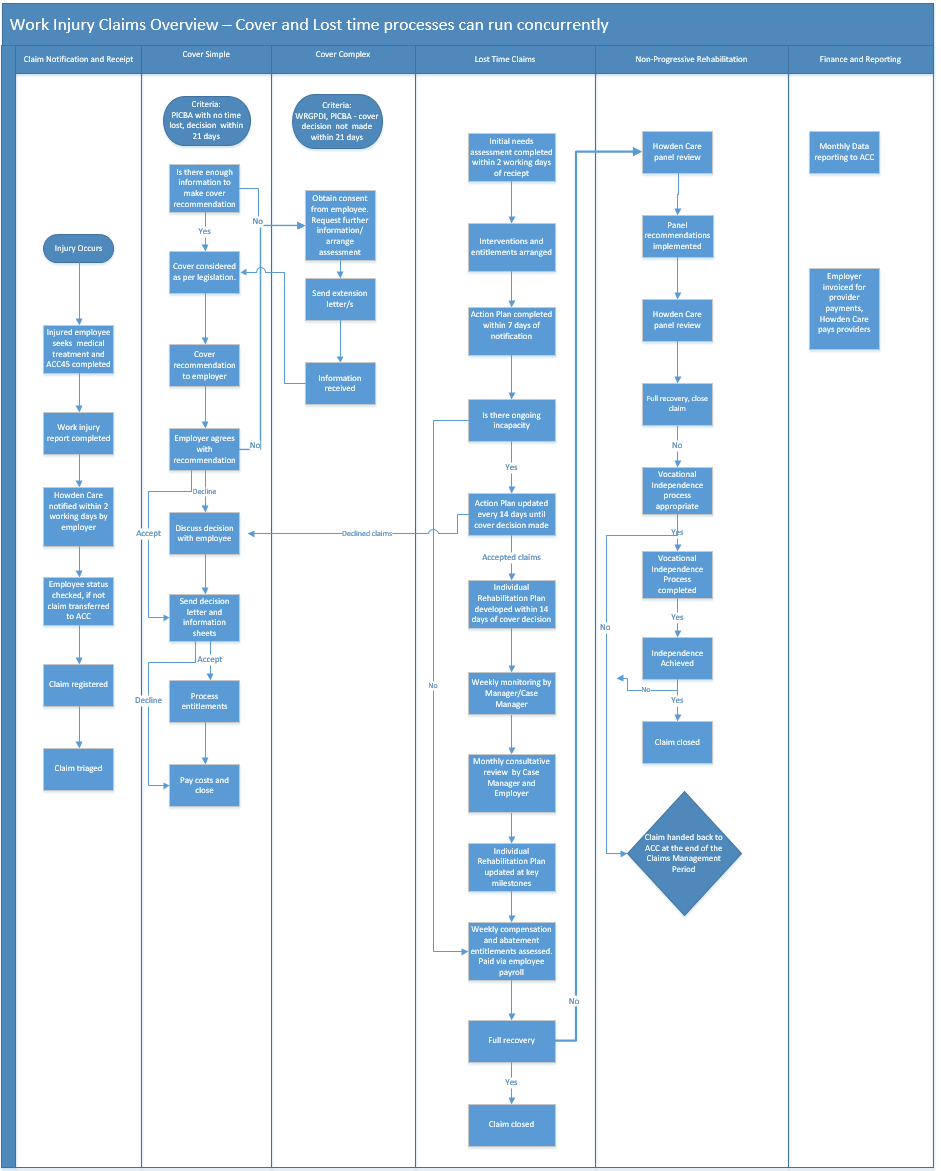 Work Injury Claims Overview – Cover and Lost time processes can run concurrently
Claim Notification and Receipt
Cover Simple
Cover Complex
Lost Time Claims
Non-Progressive Rehabilitation
Finance and Reporting
Injury Occurs
Injured employee
seeks medical
treatment and
ACC45 completed
Work injury
report completed
Howden Care
notified within 2
working days by
employer
Employee status
checked, if not
claim transferred
to ACC
Claim registered
Claim triaged
Criteria:
PICBA with no time
lost, decision within
21 days
Is there enough
information to
make cover
recommendation
No
Yes
Cover considered
as per legislation.
Cover
recommendation
to employer
Employer agrees
with
recommendation
No
Decline
Accept
Discuss decision
with employee
Send decision
letter and
information
sheets
Accept
Decline
Process
entitlements
Pay costs and
close
Criteria:
WRGPDI, PICBA - cover
decision not made
within 21 days
Obtain consent
from employee.
Request further
information/
arrange
assessment
Send extension
letter/s
Information
received
Initial needs
assessment completed
within 2 working days
of reciept
Interventions and
entitlements arranged
Action Plan completed
within 7 days of
notification
Is there ongoing
incapacity
Yes
No
Action Plan updated
every 14 days until
cover decision made
Declined claims
Accepted claims
Individual
Rehabilitation Plan
developed within 14
days of cover decision
Weekly monitoring by
Manager/Case
Manager
Monthly consultative
review by Case
Manager and
Employer
Individual
Rehabilitation Plan
updated at key
milestones
Weekly compensation
and abatement
entitlements assessed.
Paid via employee
payroll
No
Full recovery
Yes
Claim closed
Howden Care
panel review
Panel
recommendations
implemented
Howden Care
panel review
Full recovery, close
claim
No
Vocational
Independence
process
appropriate
Yes
Vocational
Independence
Process
completed
Yes
No
Independence
Achieved
No
Yes
Claim closed
Claim handed back to
ACC at the end of the
Claims Management
Period
Monthly Data
reporting to ACC
Employer
invoiced for
provider
payments,
Howden Care
pays providers